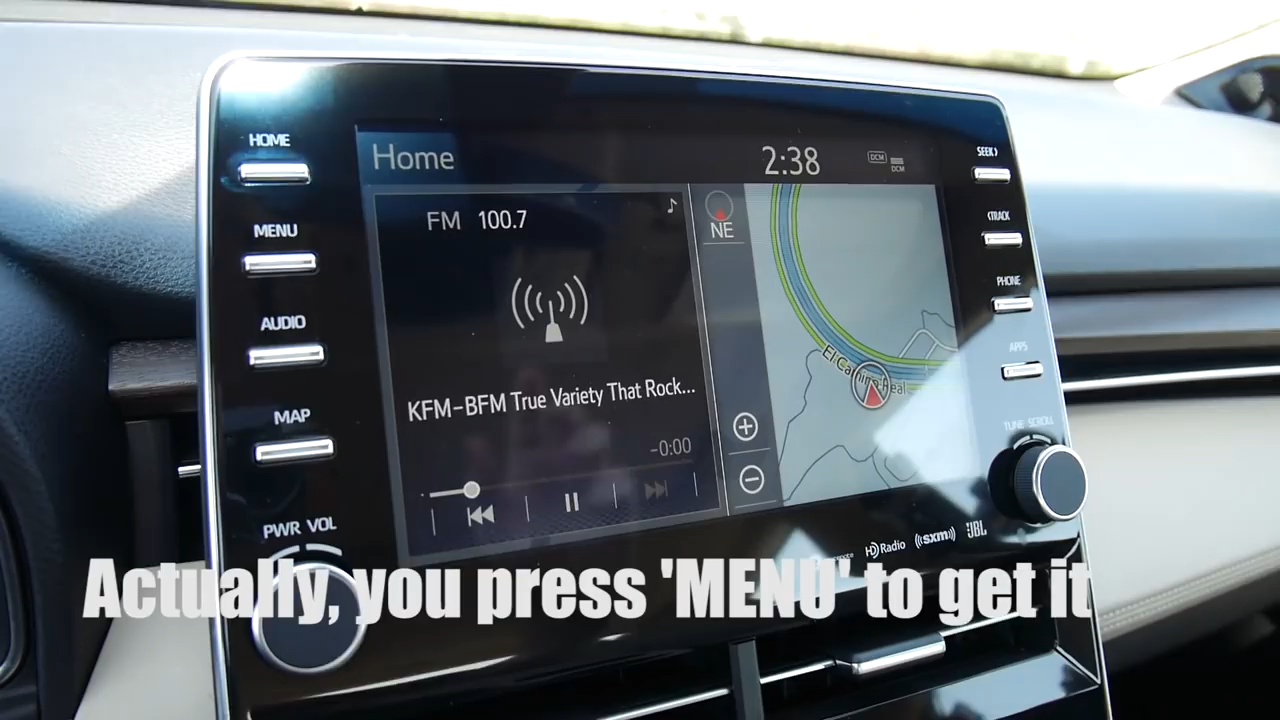 HOME
MENU
AUDIO
MAP
PWR VOL
Home
2:38
DCM
DCM
FM 100.7
KFM-BFM True Variety That Rock...
-0:00
NE
El Camino Real
SEEK>
<TRACK
PHONE
APPS
TUNE SCROLL
HD Radio
((sxm))
JBL
Actually, you press 'MENU' to get it